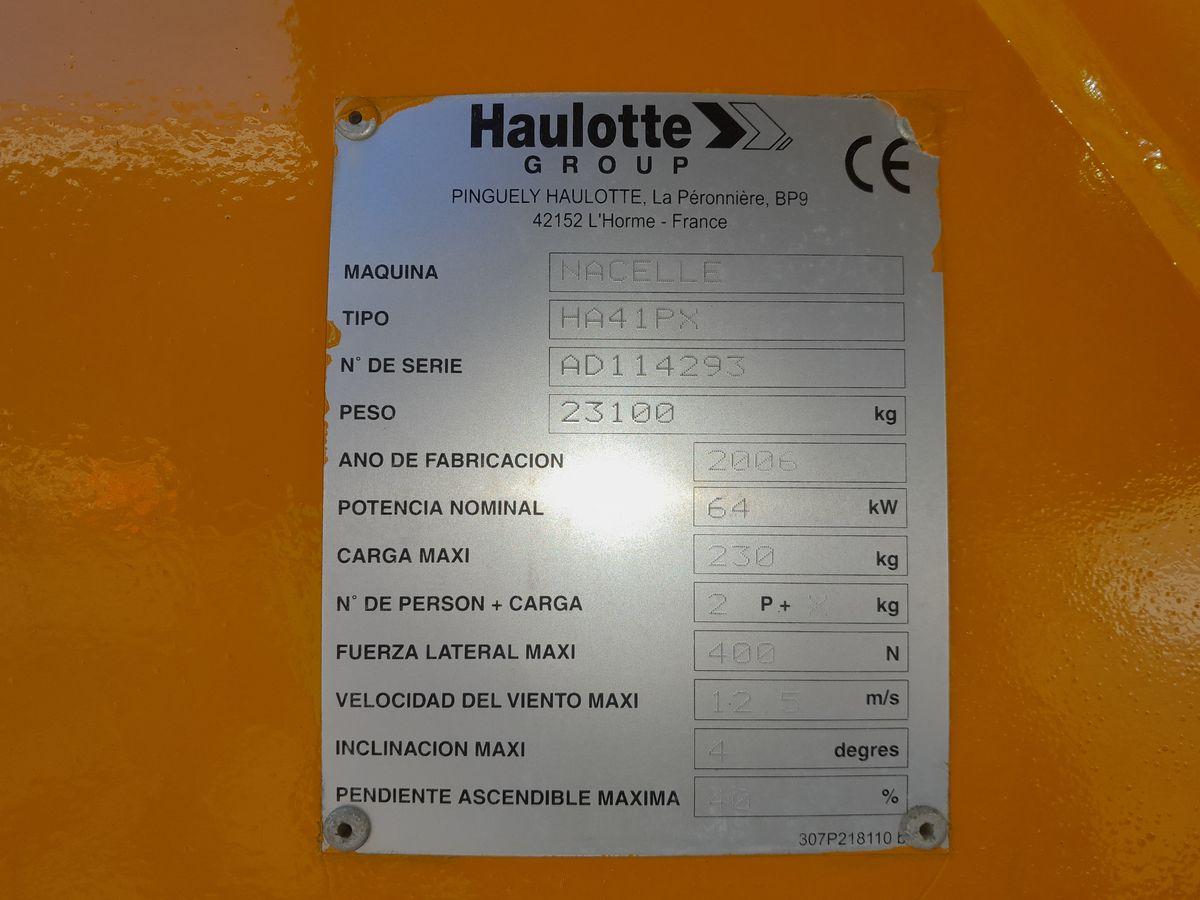 Haulotte
GROUP
CE
PINGUELY HAULOTTE, La Péronnière, BP9
42152 L'Horme - France
MAQUINA NACELLE
TIPO HA41PX
N° DE SERIE AD114293
PESO 23100 kg
ANO DE FABRICACION 2006
POTENCIA NOMINAL 64 kW
CARGA MAXI 230 kg
N° DE PERSON + CARGA 2 P + X kg
FUERZA LATERAL MAXI 400 N
VELOCIDAD DEL VIENTO MAXI 12.5 m/s
INCLINACION MAXI 4 degres
PENDIENTE ASCENDIBLE MAXIMA 40 %
307P218110 b